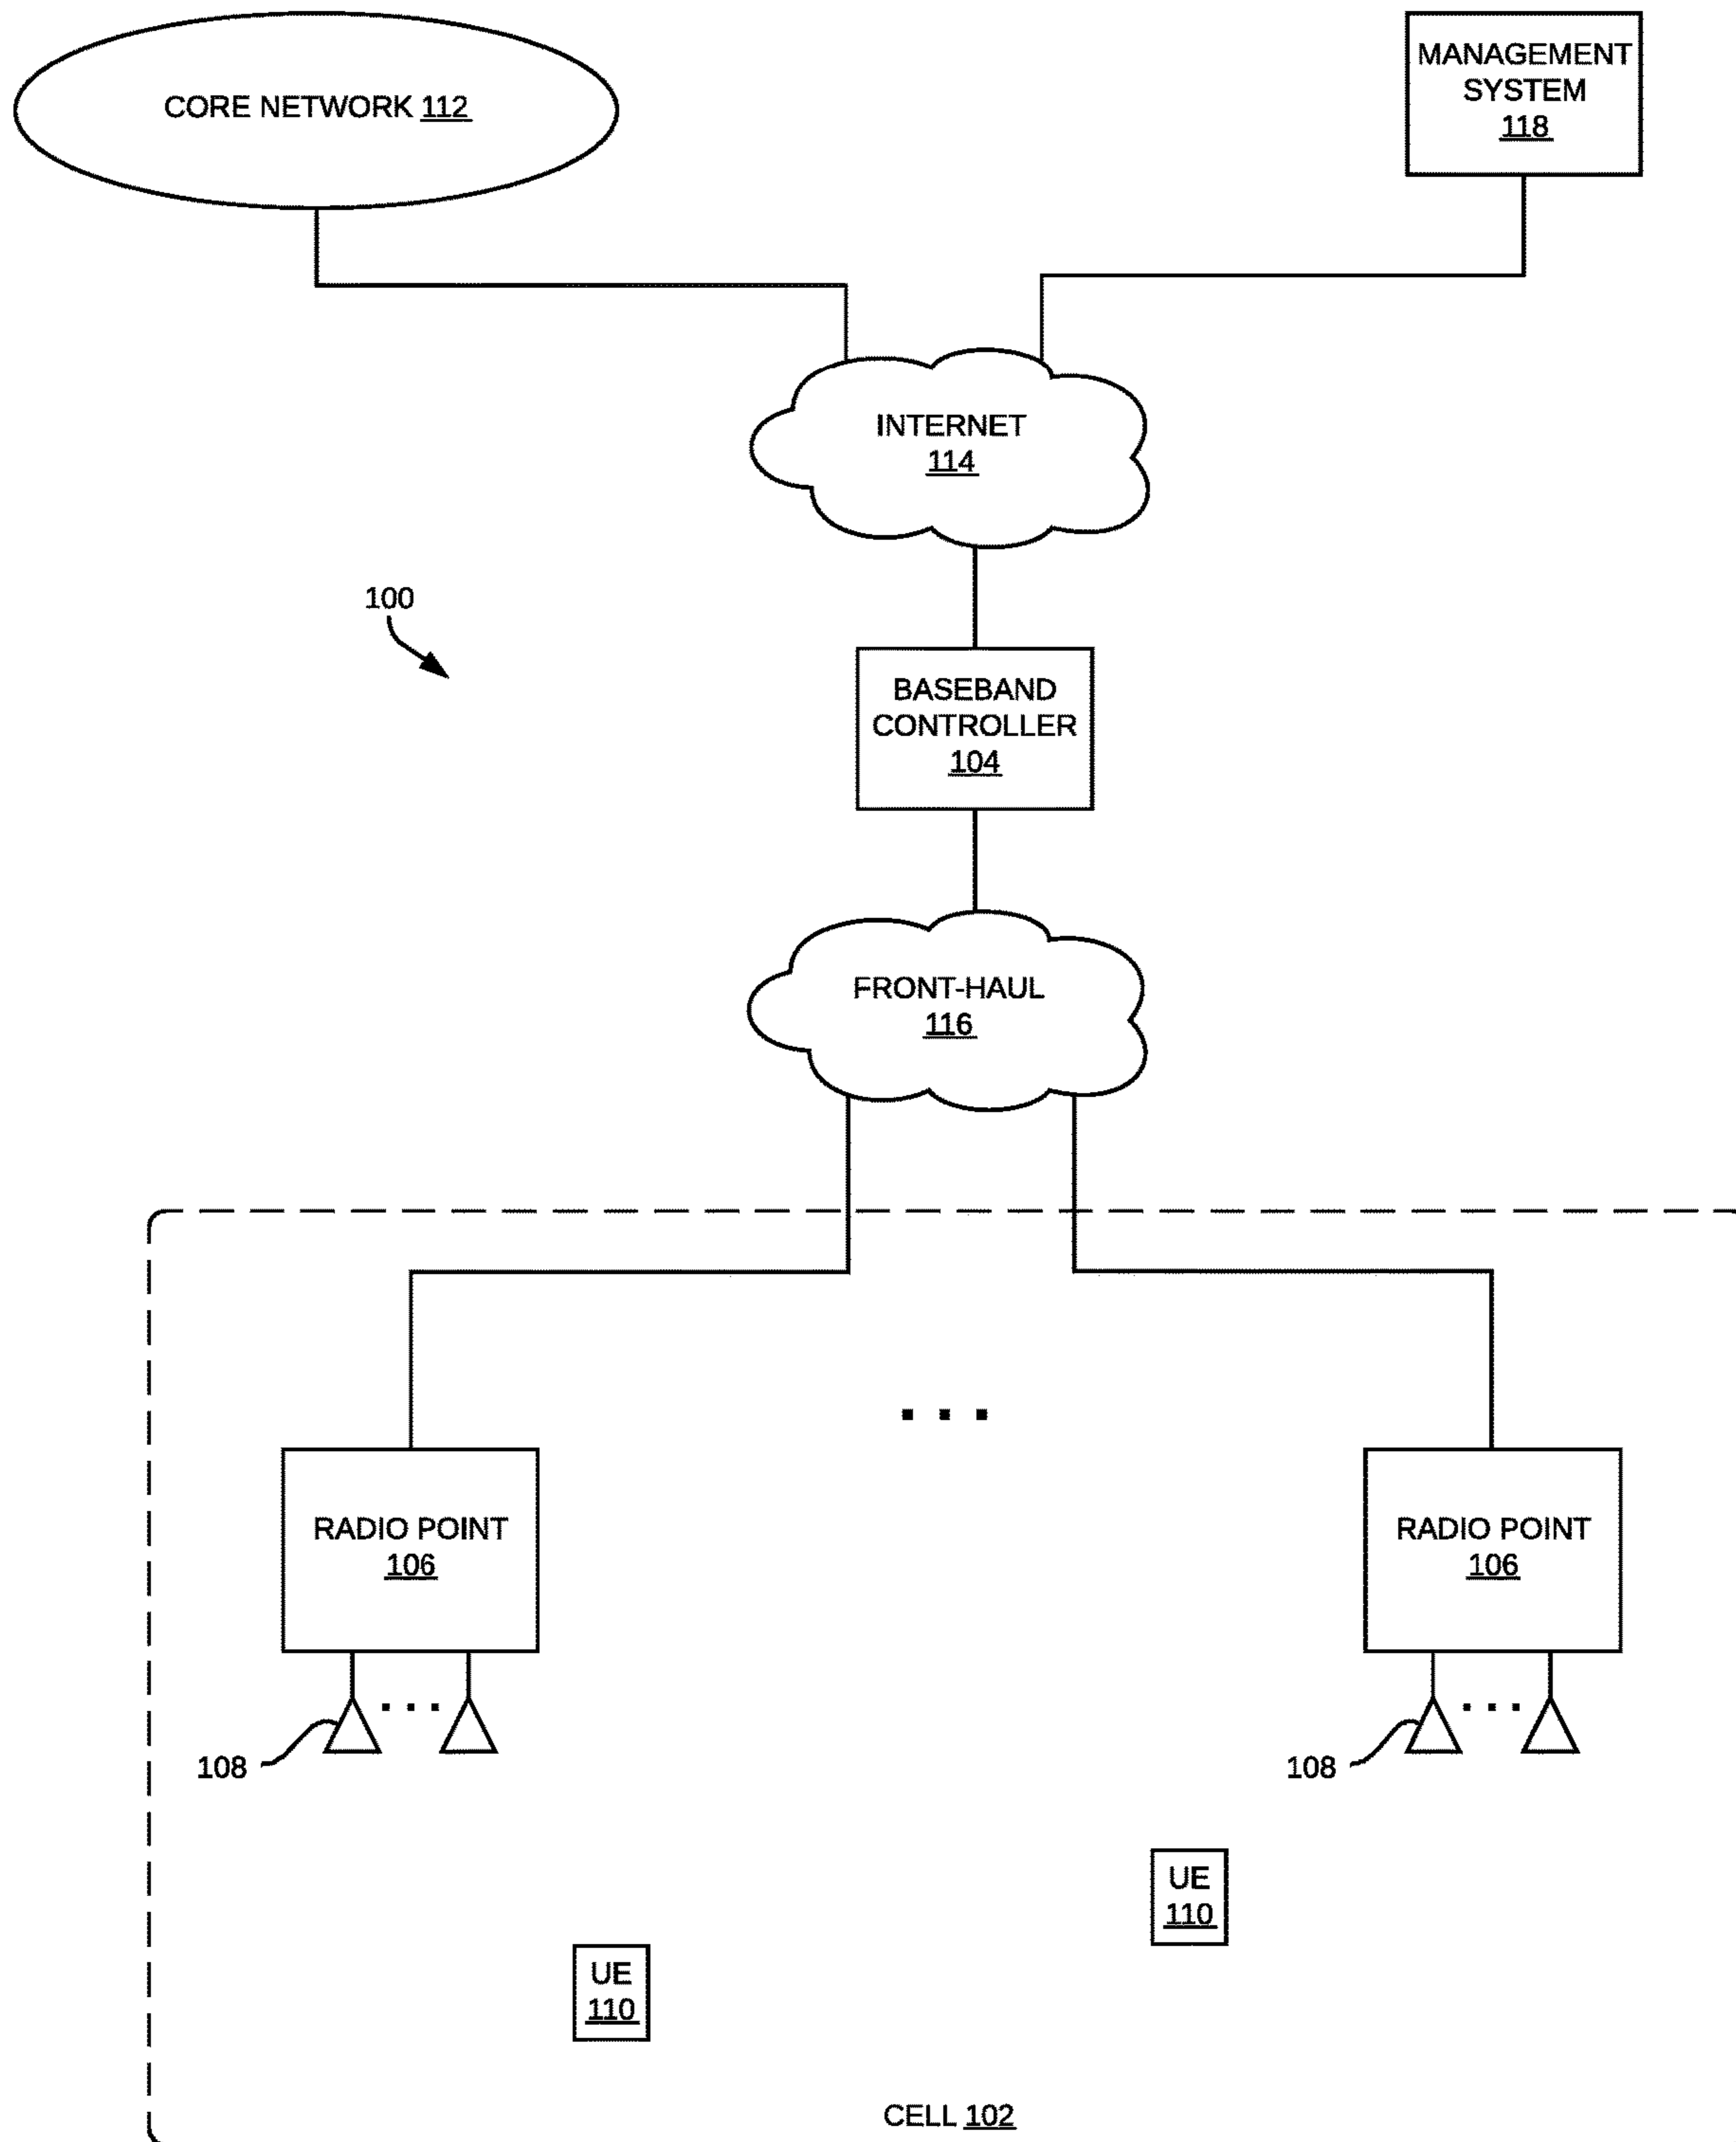 CORE NETWORK 112
MANAGEMENT
SYSTEM
118
INTERNET
114
100
BASEBAND
CONTROLLER
104
FRONT-HAUL
116
RADIO POINT
106
RADIO POINT
106
108
108
UE
110
UE
110
CELL 102